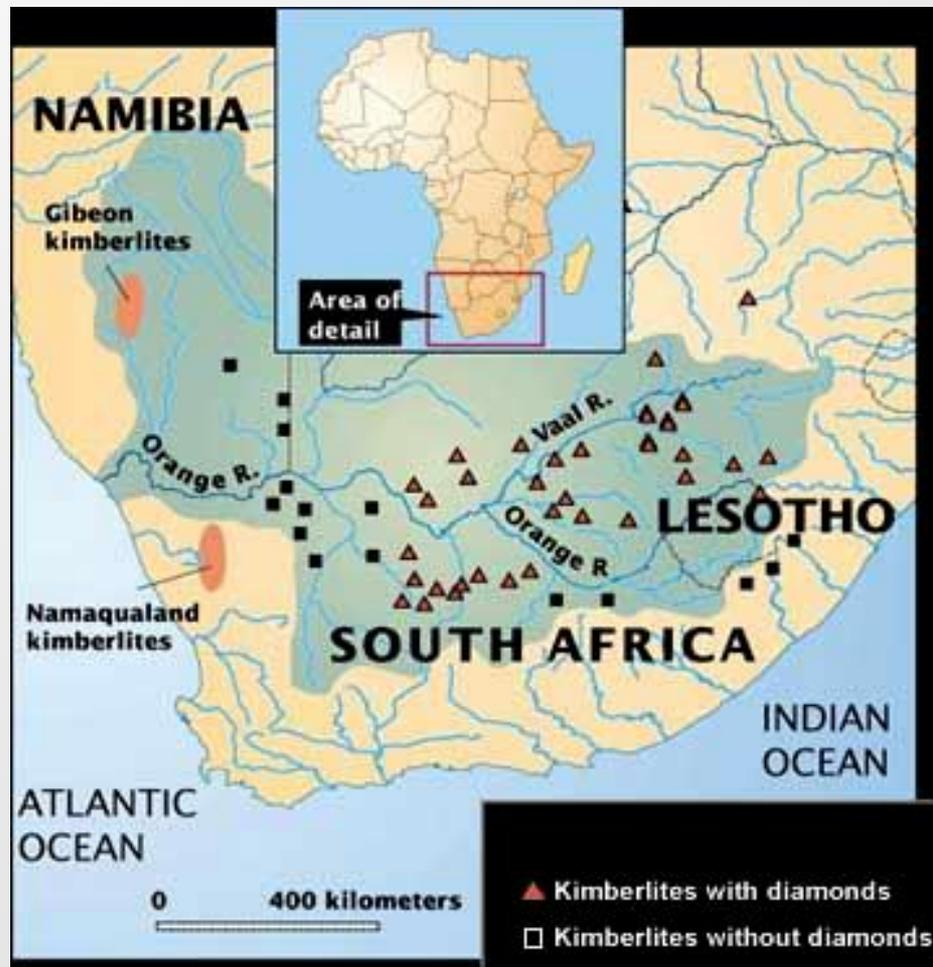 NAMIBIA
Gibeon
kimberlites
Area of
detail
Vaal R.
Orange R.
Orange R
LESOTHO
Namaqualand
kimberlites
SOUTH AFRICA
INDIAN
OCEAN
ATLANTIC
OCEAN
0 400 kilometers
Kimberlites with diamonds
Kimberlites without diamonds